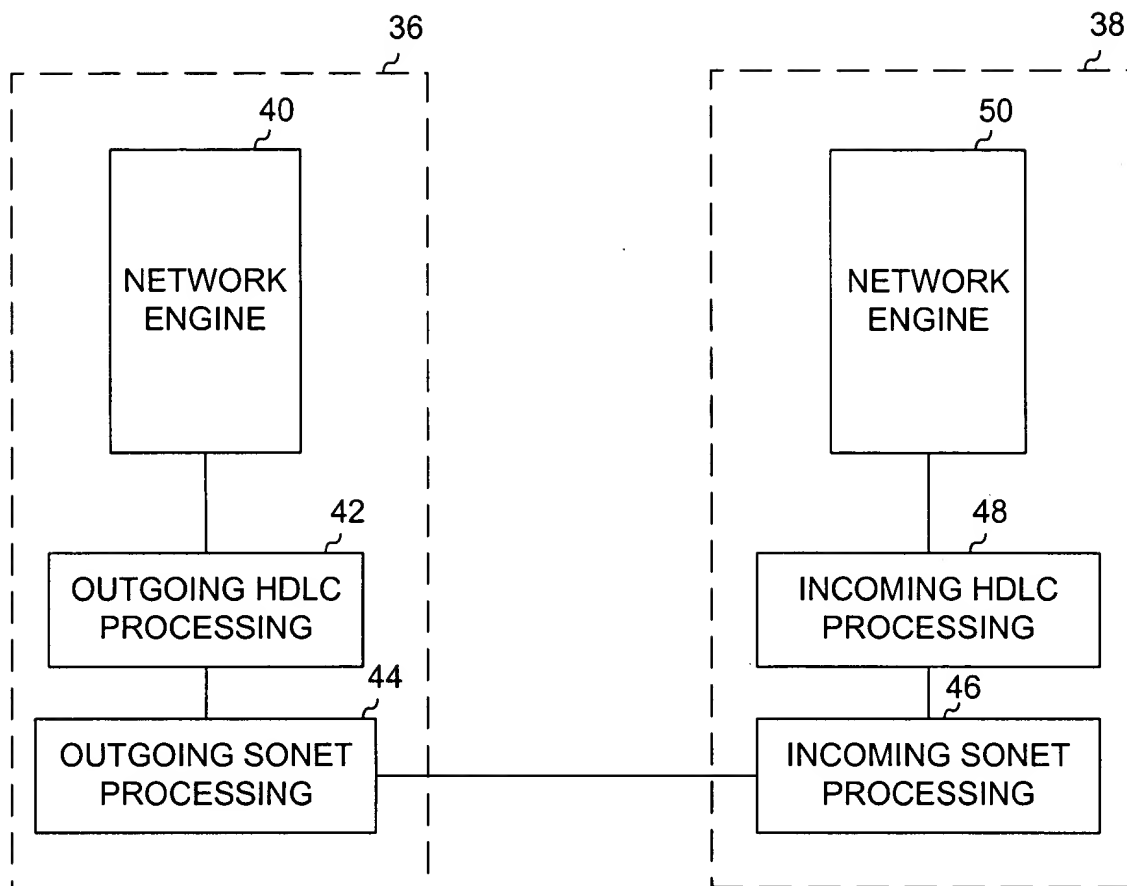 36
38
40
50
NETWORK
ENGINE
NETWORK
ENGINE
42
48
OUTGOING HDLC
PROCESSING
INCOMING HDLC
PROCESSING
44
46
OUTGOING SONET
PROCESSING
INCOMING SONET
PROCESSING